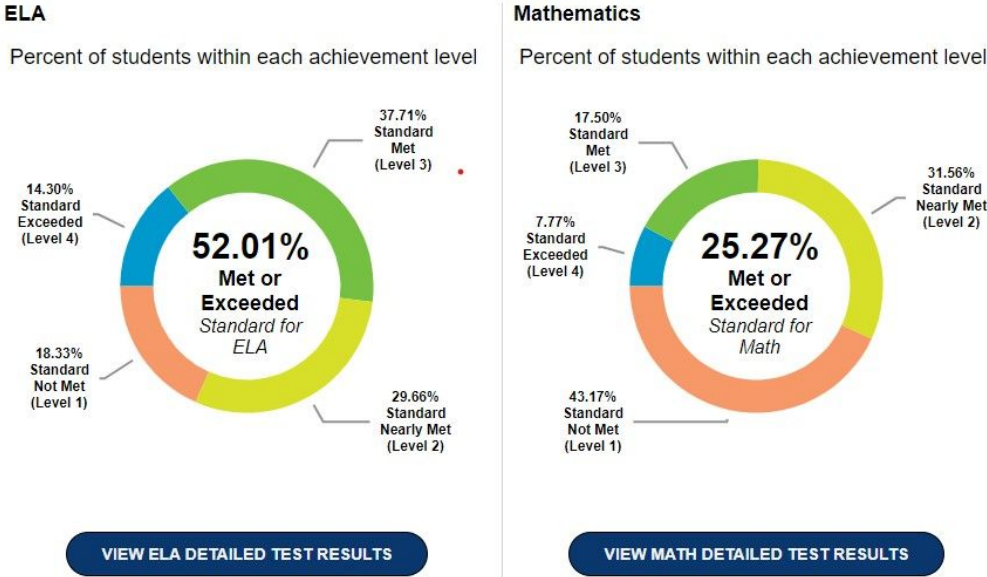 ELA
Percent of students within each achievement level
37.71%
Standard
Met
(Level 3)
14.30%
Standard
Exceeded
(Level 4)
52.01%
Met or
Exceeded
Standard for
ELA
18.33%
Standard
Not Met
(Level 1)
29.66%
Standard
Nearly Met
(Level 2)
VIEW ELA DETAILED TEST RESULTS
Mathematics
Percent of students within each achievement level
17.50%
Standard
Met
(Level 3)
31.56%
Standard
Nearly Met
(Level 2)
7.77%
Standard
Exceeded
(Level 4)
25.27%
Met or
Exceeded
Standard for
Math
43.17%
Standard
Not Met
(Level 1)
VIEW MATH DETAILED TEST RESULTS